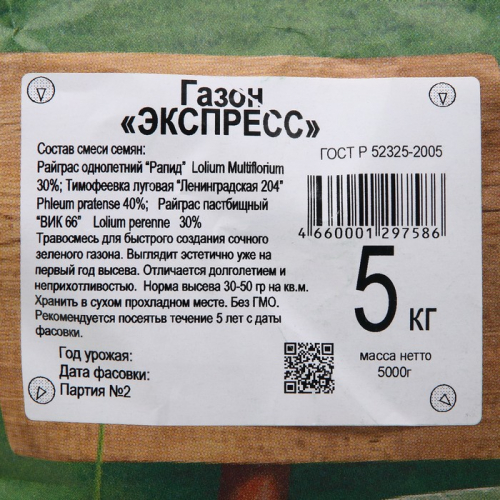 Газон
«ЭКСПРЕСС»
Состав смеси семян:
Райграс однолетний "Рапид" Lolium Multiflorium
30%; Тимофеевка луговая "Ленинградская 204"
Phleum pratense 40%; Райграс пастбищный
"ВИК 66" Lolium perenne 30%
Травосмесь для быстрого создания сочного
зеленого газона. Выглядит эстетично уже на
первый год высева. Отличается долголетием и
неприхотливостью. Норма высева 30-50 гр на кв.м.
Хранить в сухом прохладном месте. Без ГМО.
Рекомендуется посеятьв течение 5 лет с даты
фасовки.
Год урожая:
Дата фасовки:
Партия №2
ГОСТ Р 52325-2005
4 660001 297586
5 кг
масса нетто
5000г